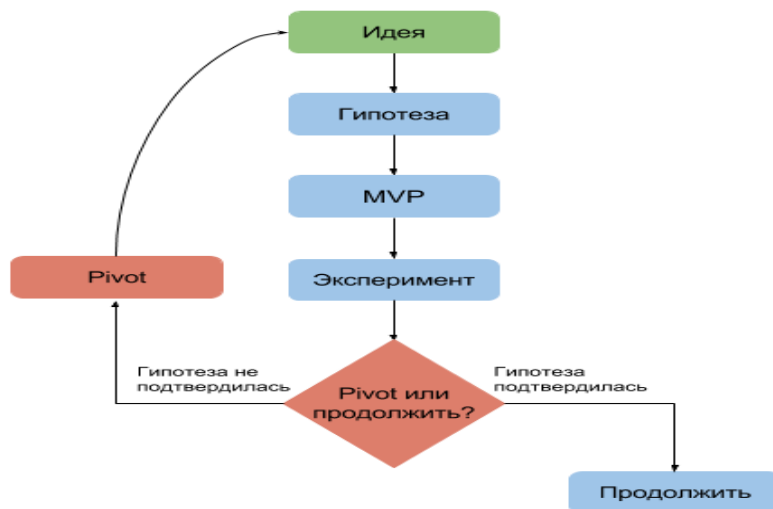 Идея
Гипотеза
MVP
Pivot
Эксперимент
Гипотеза не
подтвердилась
Pivot или
продолжить?
Гипотеза
подтвердилась
Продолжить